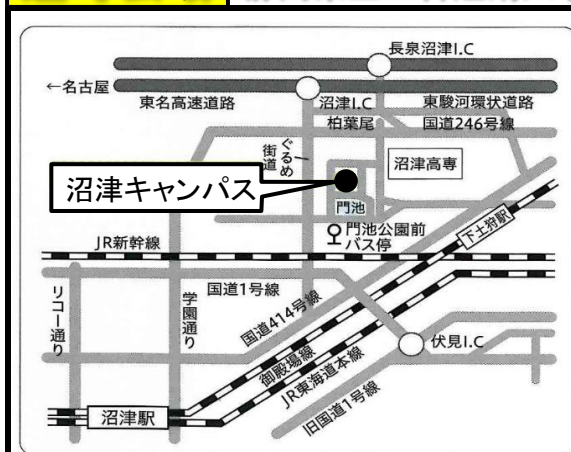 長泉沼津I.C
←名古屋
東名高速道路
沼津I.C
東駿河環状道路
柏葉尾
国道246号線
ぐるめ
街道
沼津高専
沼津キャンパス
門池
門池公園前
バス停
下土狩駅
JR新幹線
国道1号線
リコー通り
学園通り
国道414号線
伏見I.C
御殿場線
JR東海道本線
沼津駅
旧国道1号線